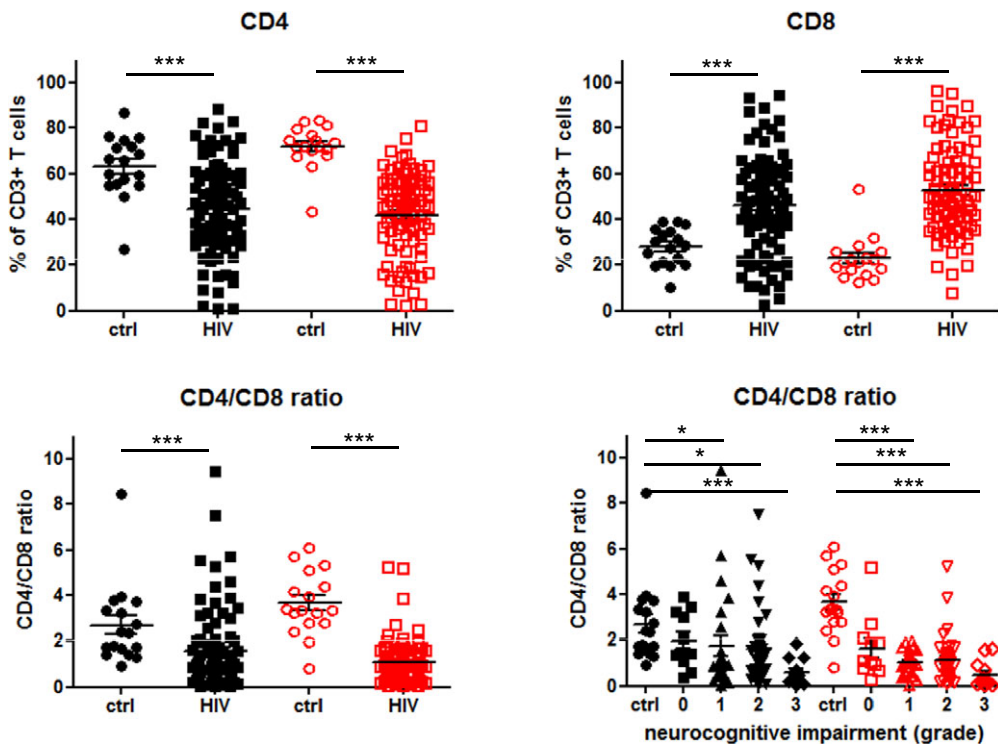 CD4
% of CD3+ T cells
100
80
60
40
20
0
*** ***
ctrl HIV ctrl HIV
CD8
% of CD3+ T cells
100
80
60
40
20
0
*** ***
ctrl HIV ctrl HIV
CD4/CD8 ratio
CD4/CD8 ratio
10
8
6
4
2
0
*** ***
ctrl HIV ctrl HIV
CD4/CD8 ratio
CD4/CD8 ratio
10
8
6
4
2
0
* ***
* ***
*** ***
ctrl 0 1 2 3 ctrl 0 1 2 3
neurocognitive impairment (grade)